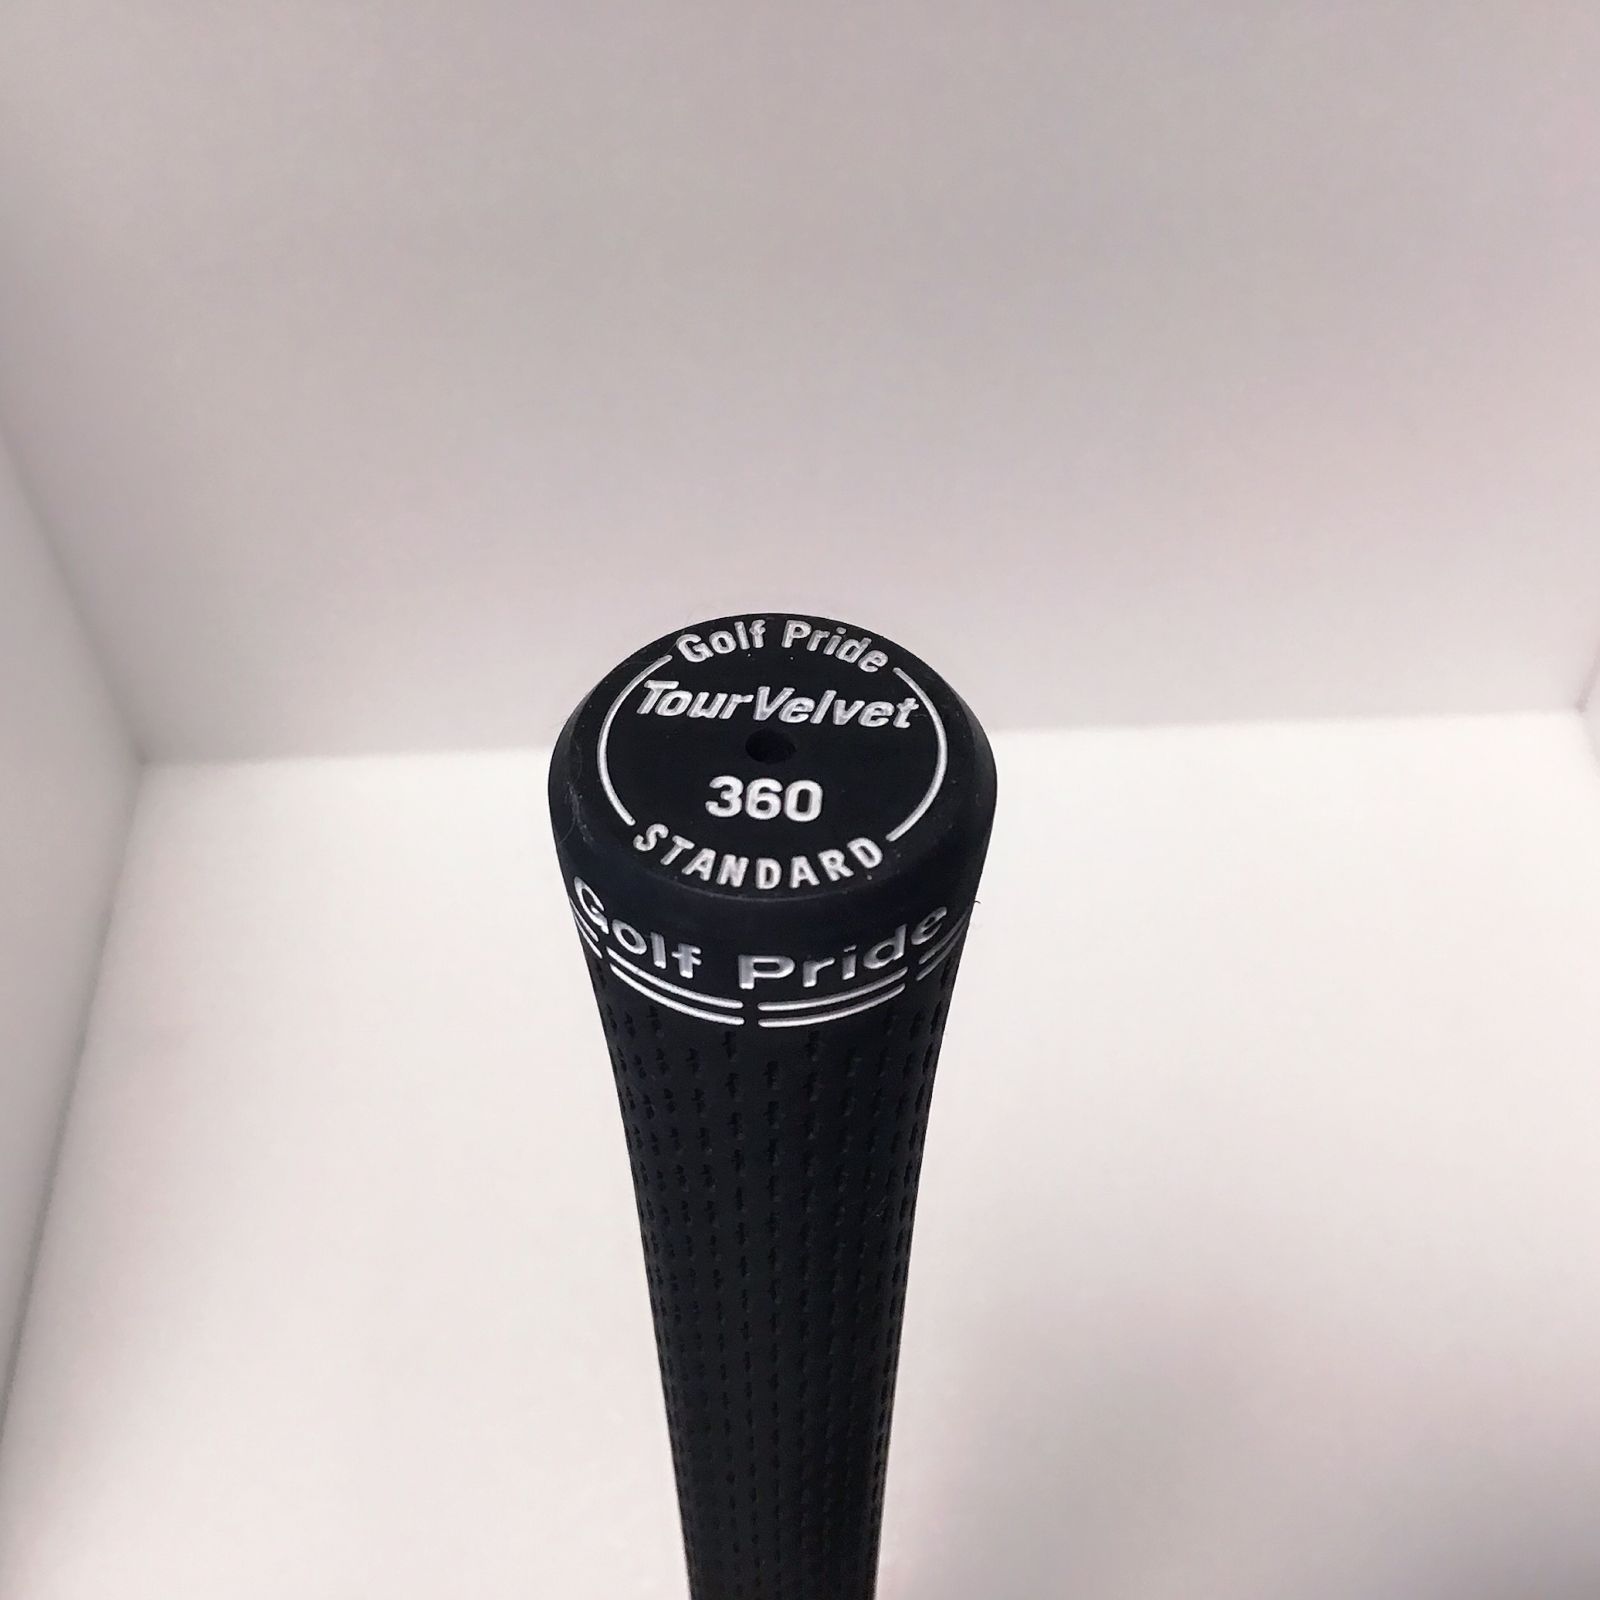 Golf Pride
TourVelvet
360
STANDARD
Golf Pride